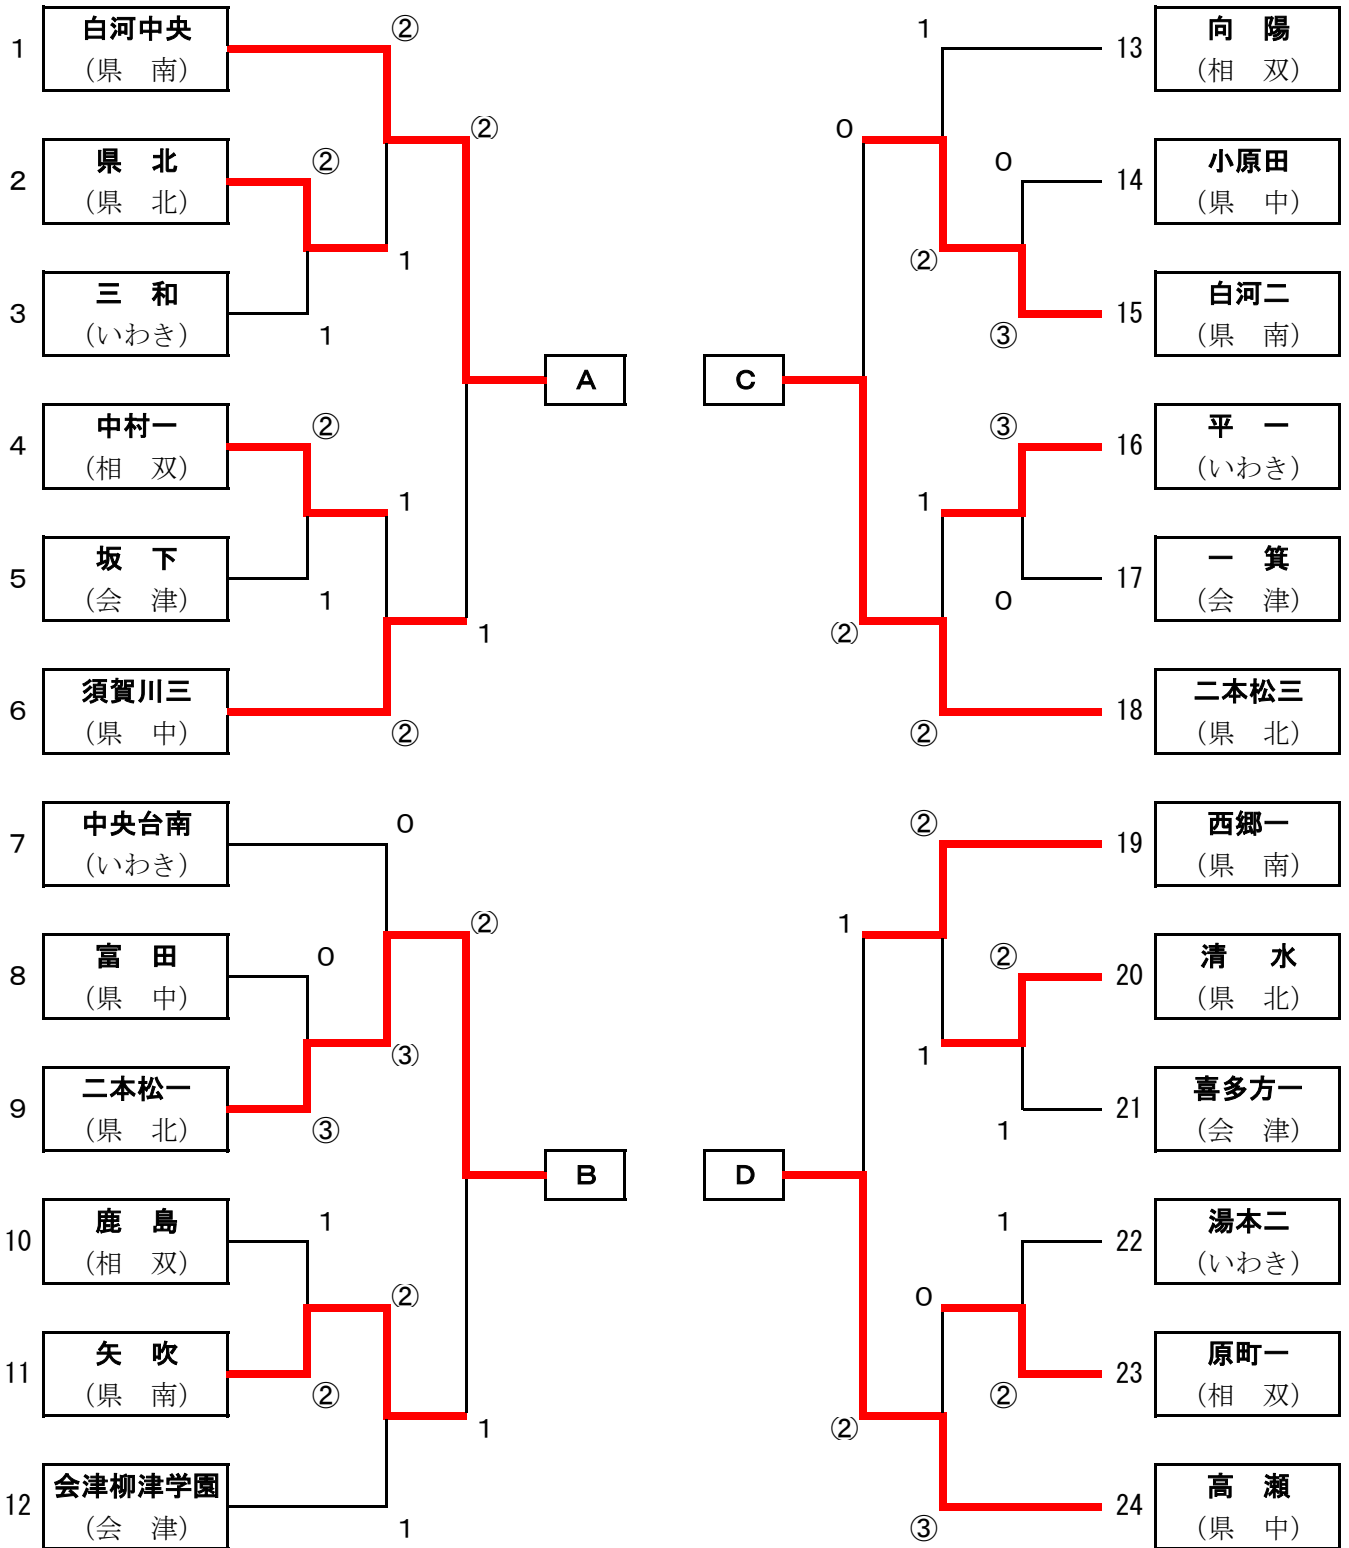 1 白河中央
(県 南)
2 県 北
(県 北)
3 三 和
(いわき)
4 中村一
(相 双)
5 坂 下
(会 津)
6 須賀川三
(県 中)
7 中央台南
(いわき)
8 富 田
(県 中)
9 二本松一
(県 北)
10 鹿 島
(相 双)
11 矢 吹
(県 南)
12 会津柳津学園
(会 津)
②
②
②
1
1
②
1
1
1
②
0
②
0
③
③
1
②
②
1
1
A
B
C
D
1
0
0
②
③
③
1
0
②
②
②
1
②
1
1
1
0
②
②
③
13 向 陽
(相 双)
14 小原田
(県 中)
15 白河二
(県 南)
16 平 一
(いわき)
17 一 箕
(会 津)
18 二本松三
(県 北)
19 西郷一
(県 南)
20 清 水
(県 北)
21 喜多方一
(会 津)
22 湯本二
(いわき)
23 原町一
(相 双)
24 高 瀬
(県 中)